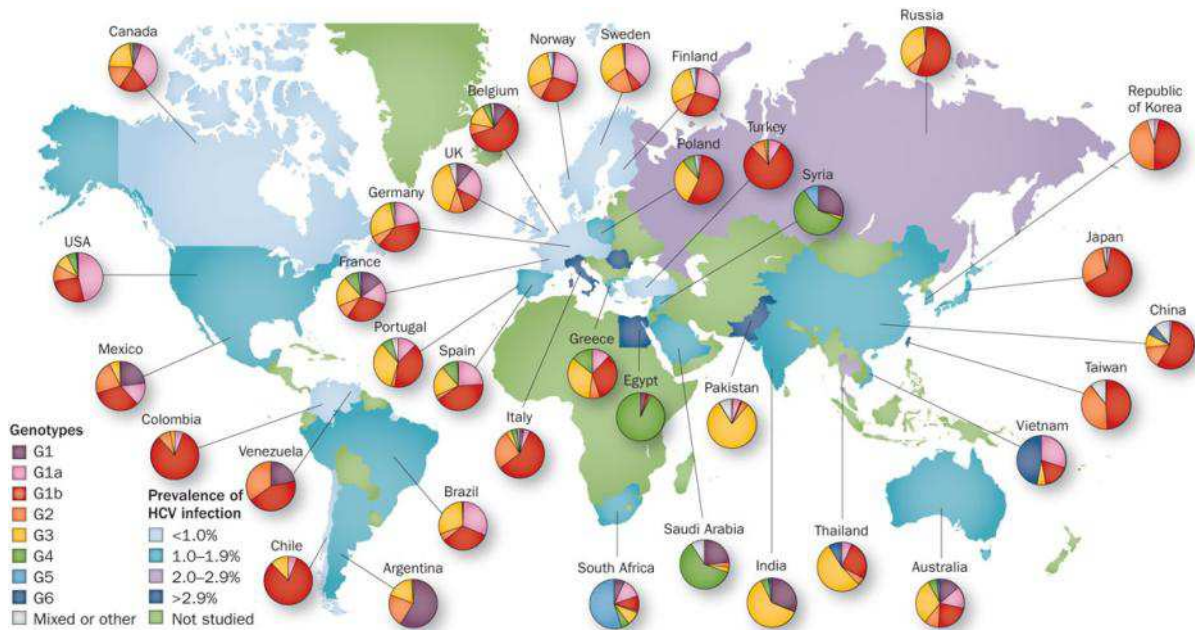 Canada
Norway
Sweden
Finland
Russia
Republic
of Korea
Belgium
UK
Poland
Turkey
Syria
Germany
USA
France
Japan
China
Portugal
Spain
Greece
Egypt
Pakistan
Taiwan
Mexico
Colombia
Venezuela
Italy
Vietnam
Brazil
Chile
Argentina
South Africa
Saudi Arabia
India
Thailand
Australia
Genotypes
G1
G1a
G1b
G2
G3
G4
G5
G6
Mixed or other
Prevalence of
HCV infection
<1.0%
1.0–1.9%
2.0–2.9%
>2.9%
Not studied